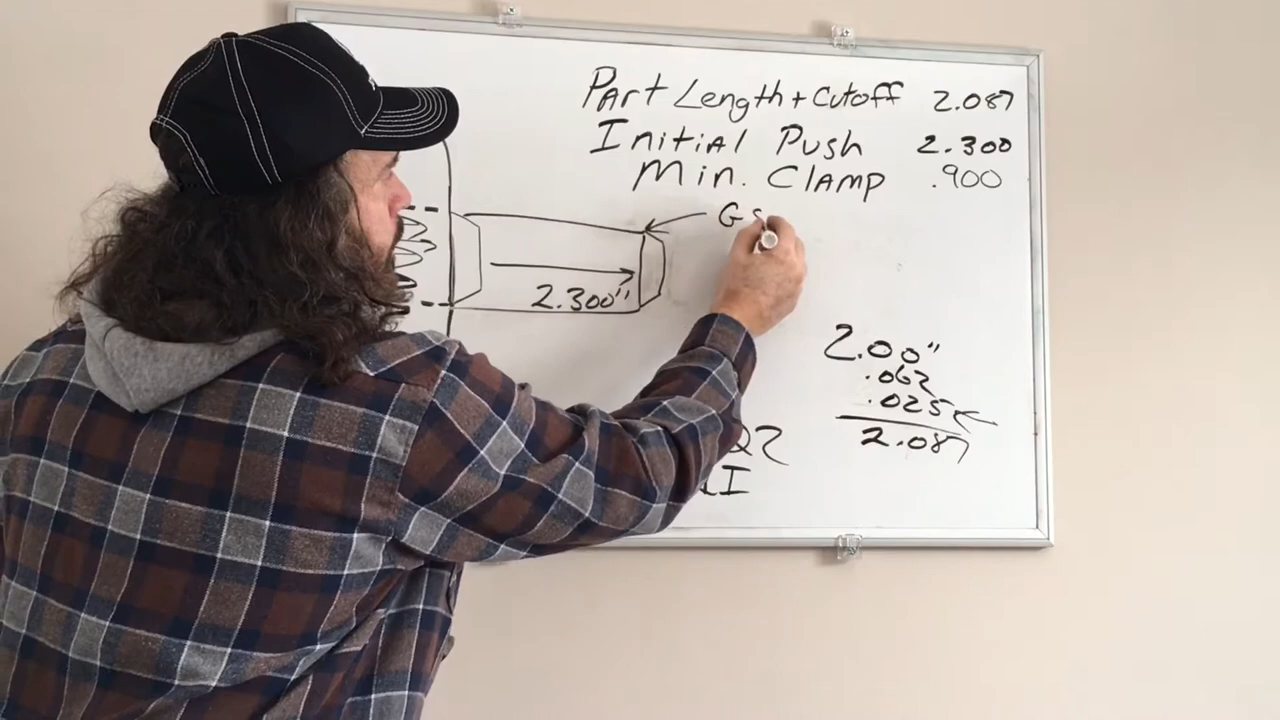 Part Length + Cutoff 2.087
Initial Push 2.300
Min. Clamp .900
2.300"
2.00"
.062
.025
2.087